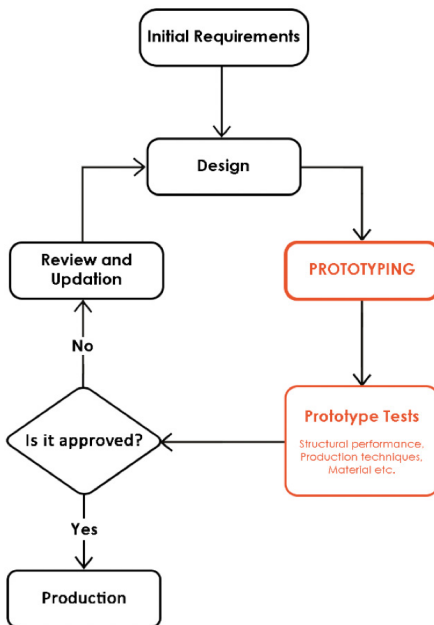 Initial Requirements
Design
Review and
Updation
PROTOTYPING
No
Prototype Tests
Structural performance,
Production techniques,
Material etc.
Is it approved?
Yes
Production